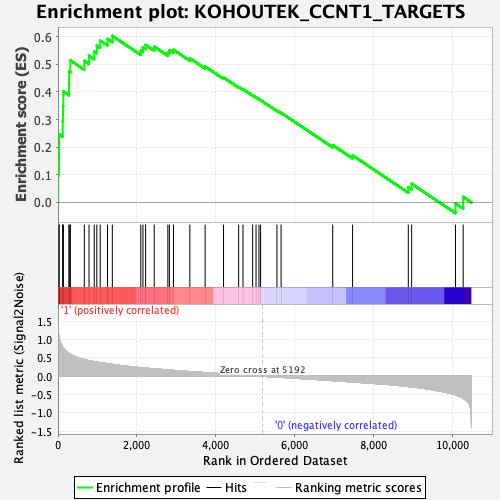 Enrichment plot: KOHOUTEK_CCNT1_TARGETS
Enrichment score (ES)
0.6
0.5
0.4
0.3
0.2
0.1
0.0
'1' (positively correlated)
Ranked list metric (Signal2Noise)
1.5
1.0
0.5
0.0
-0.5
-1.0
-1.5
Zero cross at 5192
'0' (negatively correlated)
0
2,000
4,000
6,000
8,000
10,000
Rank in Ordered Dataset
Enrichment profile
Hits
Ranking metric scores